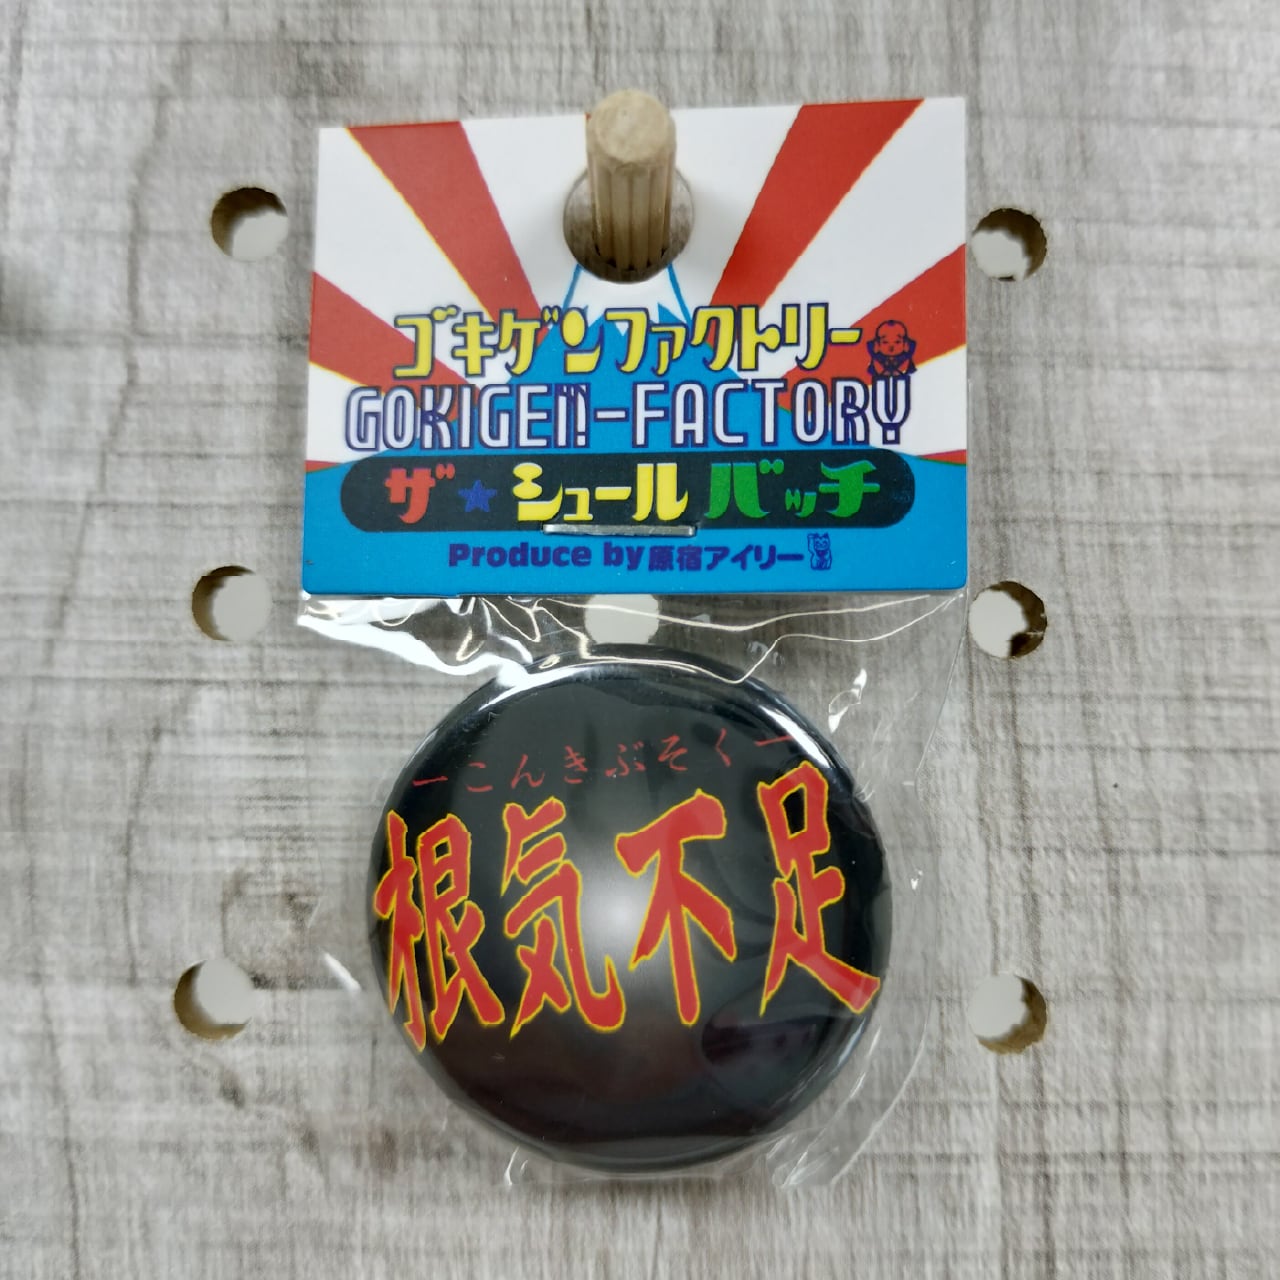 ゴキゲンファクトリー
GOKIGEN-FACTORY
ザ★シュールバッチ
Produce by 原宿アイリー
ーこんきぶそくー
根気不足